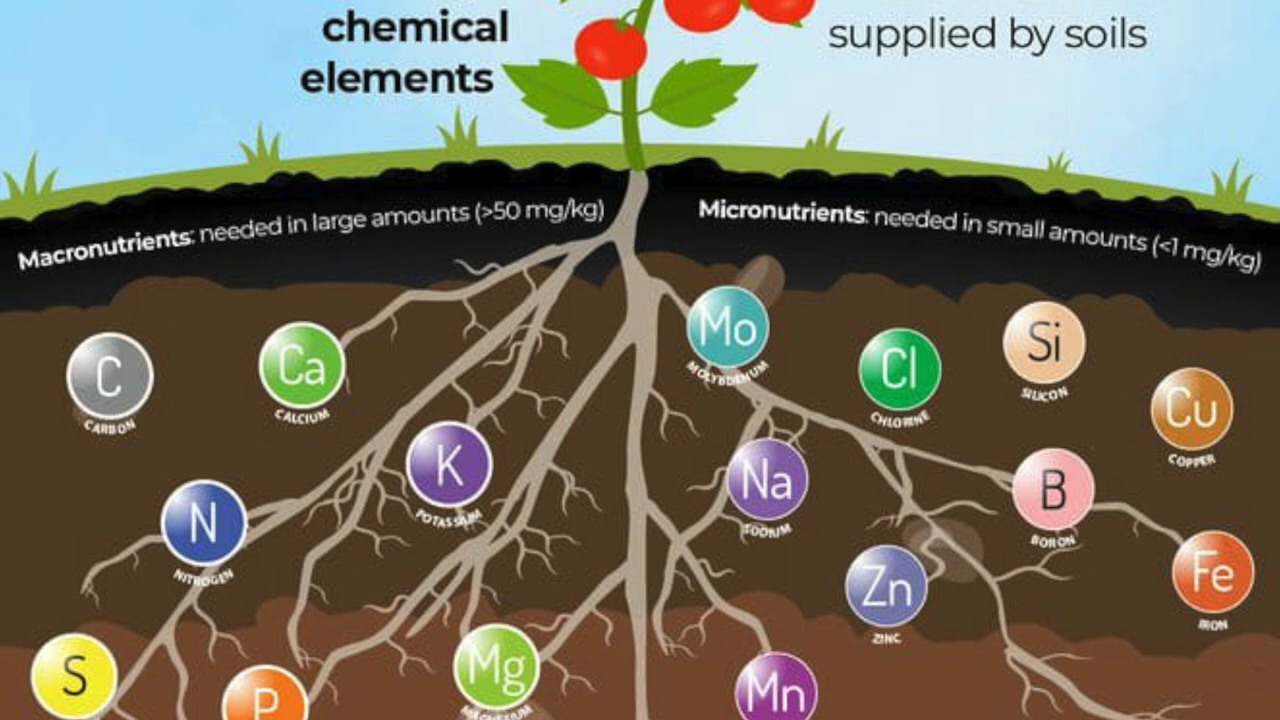 chemical
elements
supplied by soils
Macronutrients: needed in large amounts (>50 mg/kg)
Micronutrients: needed in small amounts (<1 mg/kg)
C
CARBON
Ca
CALCIUM
K
POTASSIUM
N
NITROGEN
S
P
Mg
MAGNESIUM
Mo
MOLYBDENUM
Cl
CHLORINE
Si
SILICON
Cu
COPPER
Na
SODIUM
B
BORON
Zn
ZINC
Fe
IRON
Mn